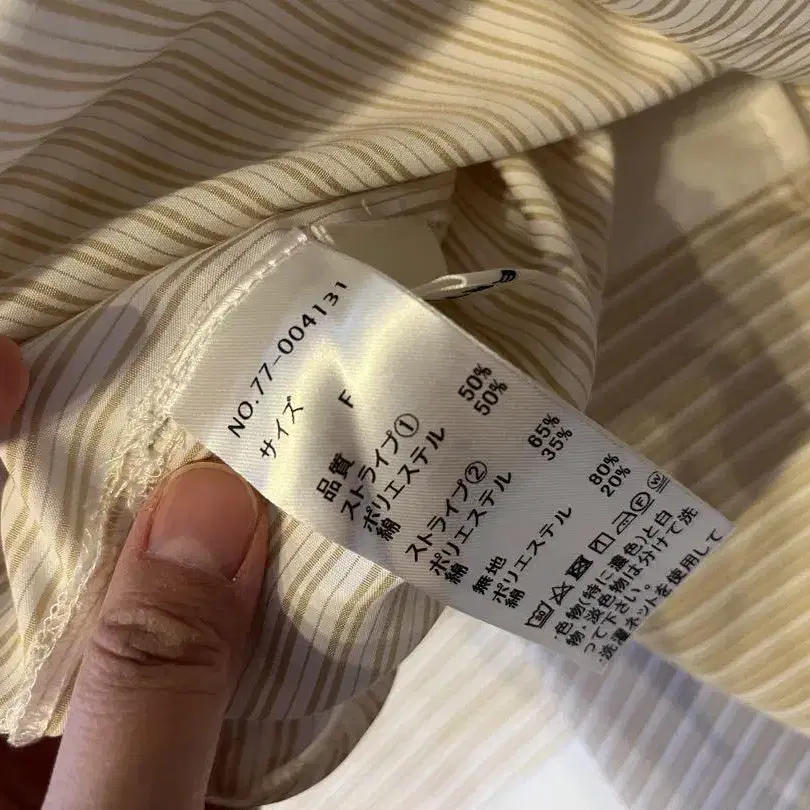 NO.77-004131
サイズ F
品質
ストライプ①
ポリエステル 50%
綿 50%
ストライプ②
ポリエステル 65%
綿 35%
無地
ポリエステル 80%
綿 20%
・色物(特に濃色)と白
物/淡色物は分けて洗
って下さい。
・洗濯ネットを使用して